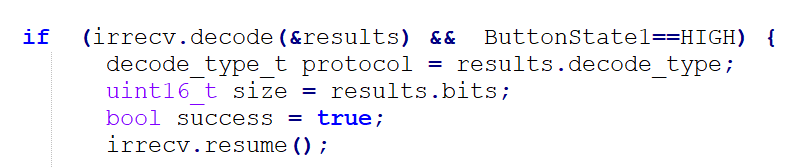 if (irrecv.decode(&results) && ButtonState1==HIGH) {
decode_type_t protocol = results.decode_type;
uint16_t size = results.bits;
bool success = true;
irrecv.resume();